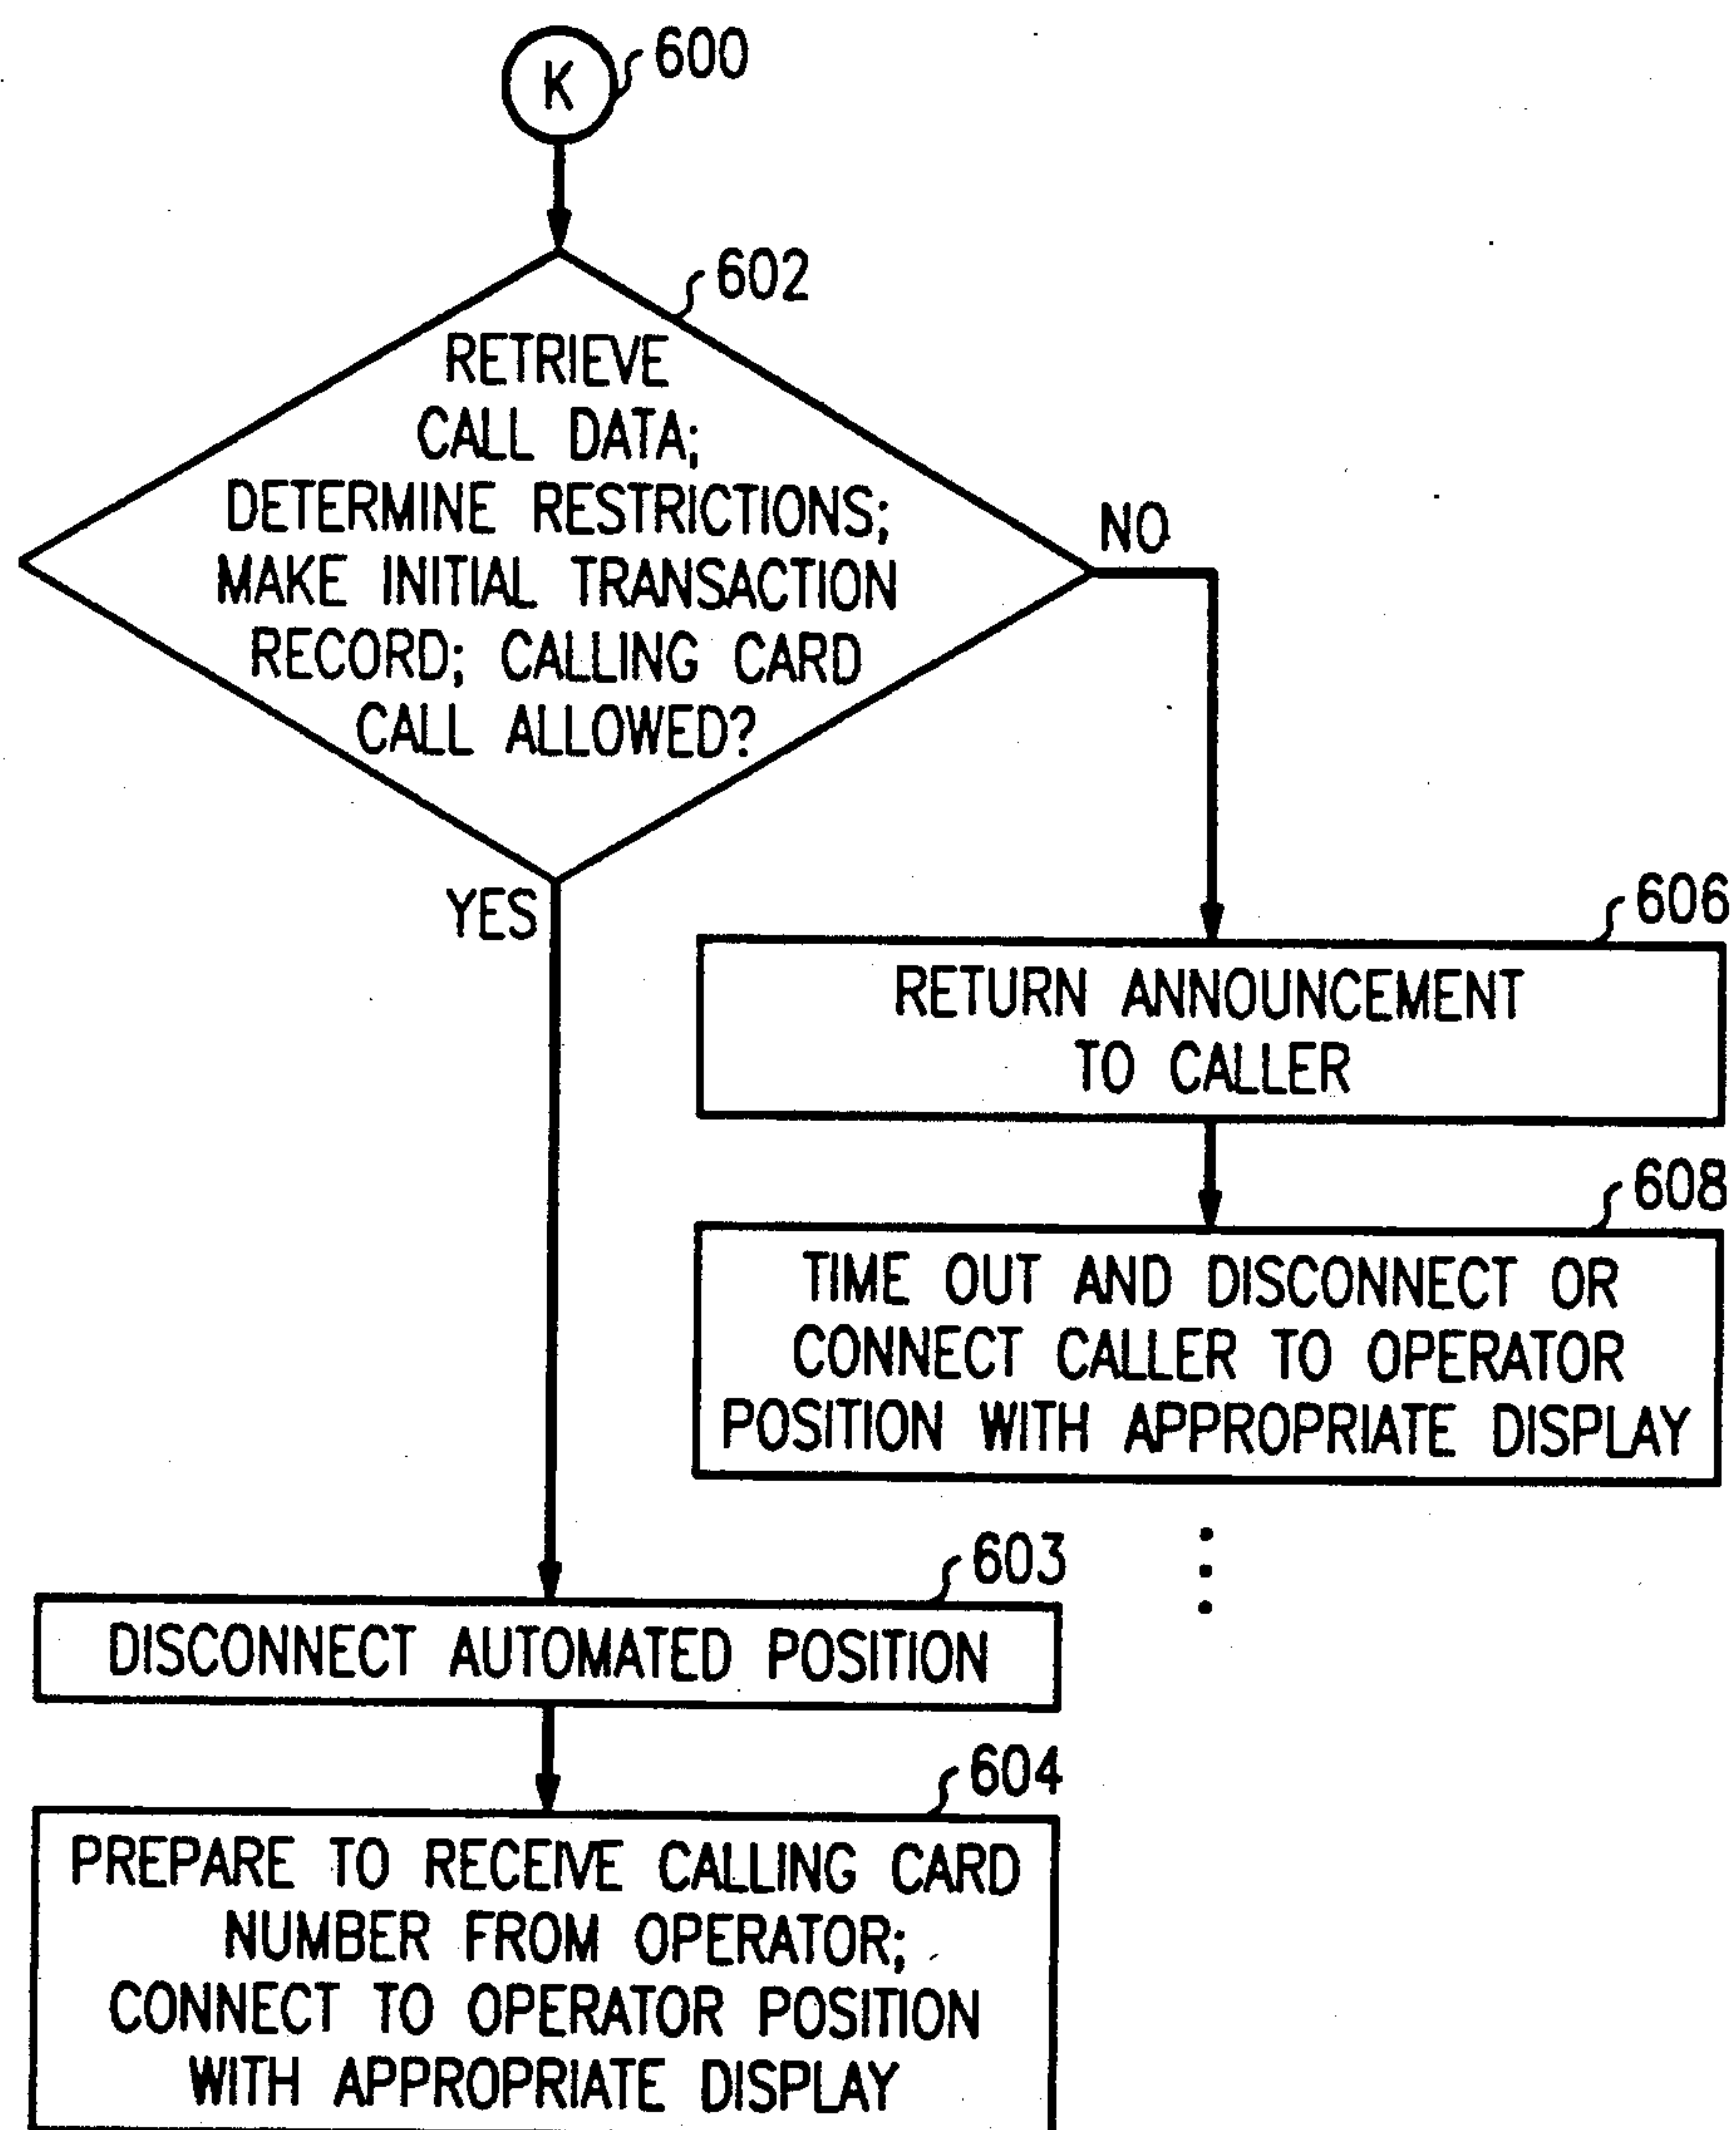 K
600
602
RETRIEVE
CALL DATA;
DETERMINE RESTRICTIONS;
MAKE INITIAL TRANSACTION
RECORD; CALLING CARD
CALL ALLOWED?
NO
YES
606
RETURN ANNOUNCEMENT
TO CALLER
608
TIME OUT AND DISCONNECT OR
CONNECT CALLER TO OPERATOR
POSITION WITH APPROPRIATE DISPLAY
603
DISCONNECT AUTOMATED POSITION
604
PREPARE TO RECEIVE CALLING CARD
NUMBER FROM OPERATOR;
CONNECT TO OPERATOR POSITION
WITH APPROPRIATE DISPLAY